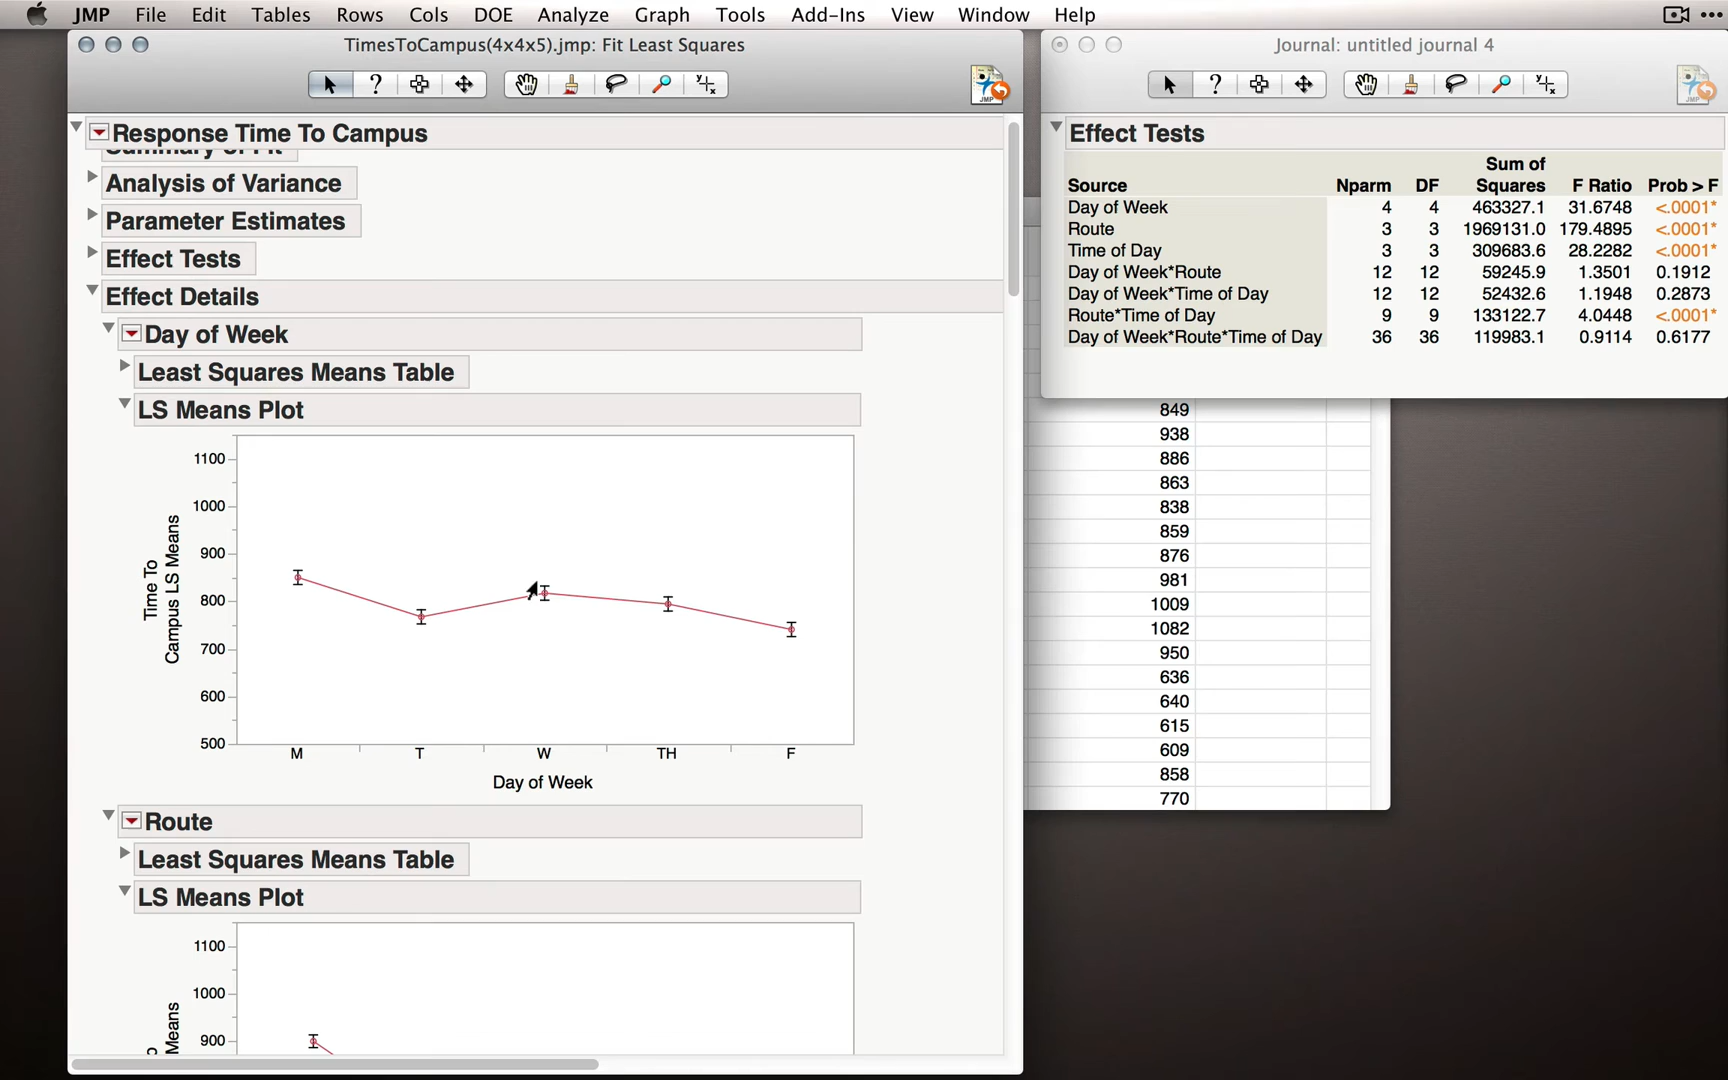 JMP File Edit Tables Rows Cols DOE Analyze Graph Tools Add-Ins View Window Help
TimesToCampus(4x4x5).jmp: Fit Least Squares
Response Time To Campus
Summary of Fit
Analysis of Variance
Parameter Estimates
Effect Tests
Effect Details
Day of Week
Least Squares Means Table
LS Means Plot
1100
1000
900
800
700
600
500
Time To
Campus LS Means
M T W TH F
Day of Week
Route
Least Squares Means Table
LS Means Plot
1100
1000
900
Means
Journal: untitled journal 4
Effect Tests
Source Nparm DF Sum of Squares F Ratio Prob > F
Day of Week 4 4 463327.1 31.6748 <.0001*
Route 3 3 1969131.0 179.4895 <.0001*
Time of Day 3 3 309683.6 28.2282 <.0001*
Day of Week*Route 12 12 59245.9 1.3501 0.1912
Day of Week*Time of Day 12 12 52432.6 1.1948 0.2873
Route*Time of Day 9 9 133122.7 4.0448 <.0001*
Day of Week*Route*Time of Day 36 36 119983.1 0.9114 0.6177
849
938
886
863
838
859
876
981
1009
1082
950
636
640
615
609
858
770